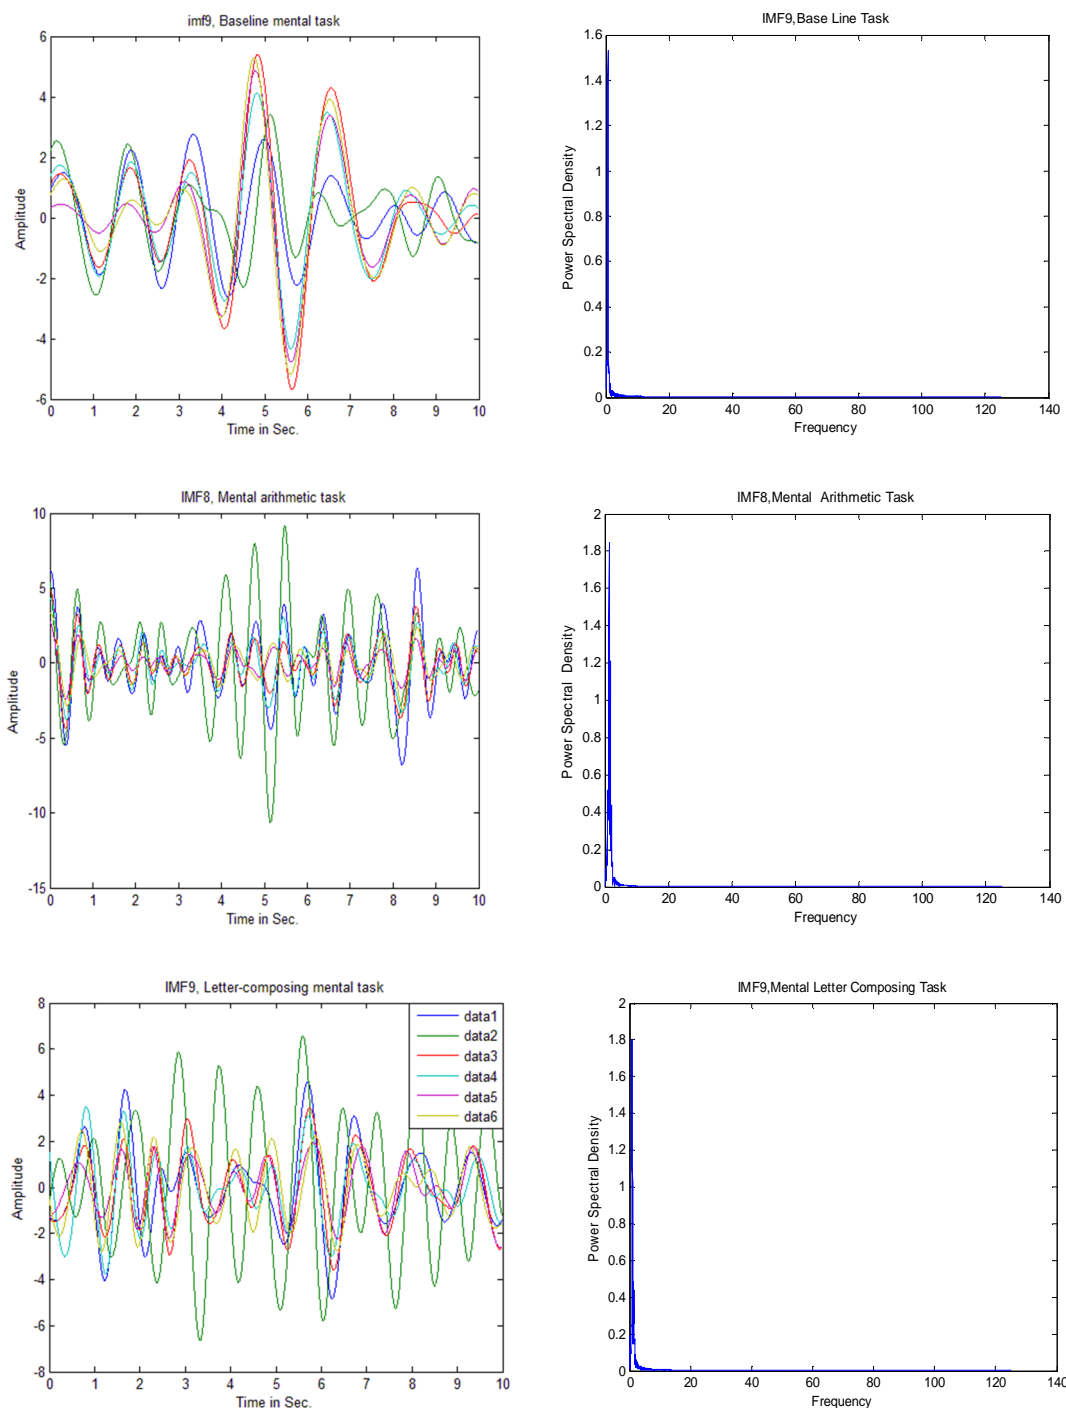 imf9, Baseline mental task
6
4
2
0
-2
-4
-6
Amplitude
0 1 2 3 4 5 6 7 8 9 10
Time in Sec.
IMF9,Base Line Task
1.6
1.4
1.2
1
0.8
0.6
0.4
0.2
0
Power Spectral Density
0 20 40 60 80 100 120 140
Frequency
IMF8, Mental arithmetic task
10
5
0
-5
-10
-15
Amplitude
0 1 2 3 4 5 6 7 8 9 10
Time in Sec.
IMF8,Mental Arithmetic Task
2
1.8
1.6
1.4
1.2
1
0.8
0.6
0.4
0.2
0
Power Spectral Density
0 20 40 60 80 100 120 140
Frequency
IMF9, Letter-composing mental task
8
6
4
2
0
-2
-4
-6
-8
Amplitude
data1
data2
data3
data4
data5
data6
0 1 2 3 4 5 6 7 8 9 10
Time in Sec.
IMF9,Mental Letter Composing Task
2
1.8
1.6
1.4
1.2
1
0.8
0.6
0.4
0.2
0
Power Spectral Density
0 20 40 60 80 100 120 140
Frequency